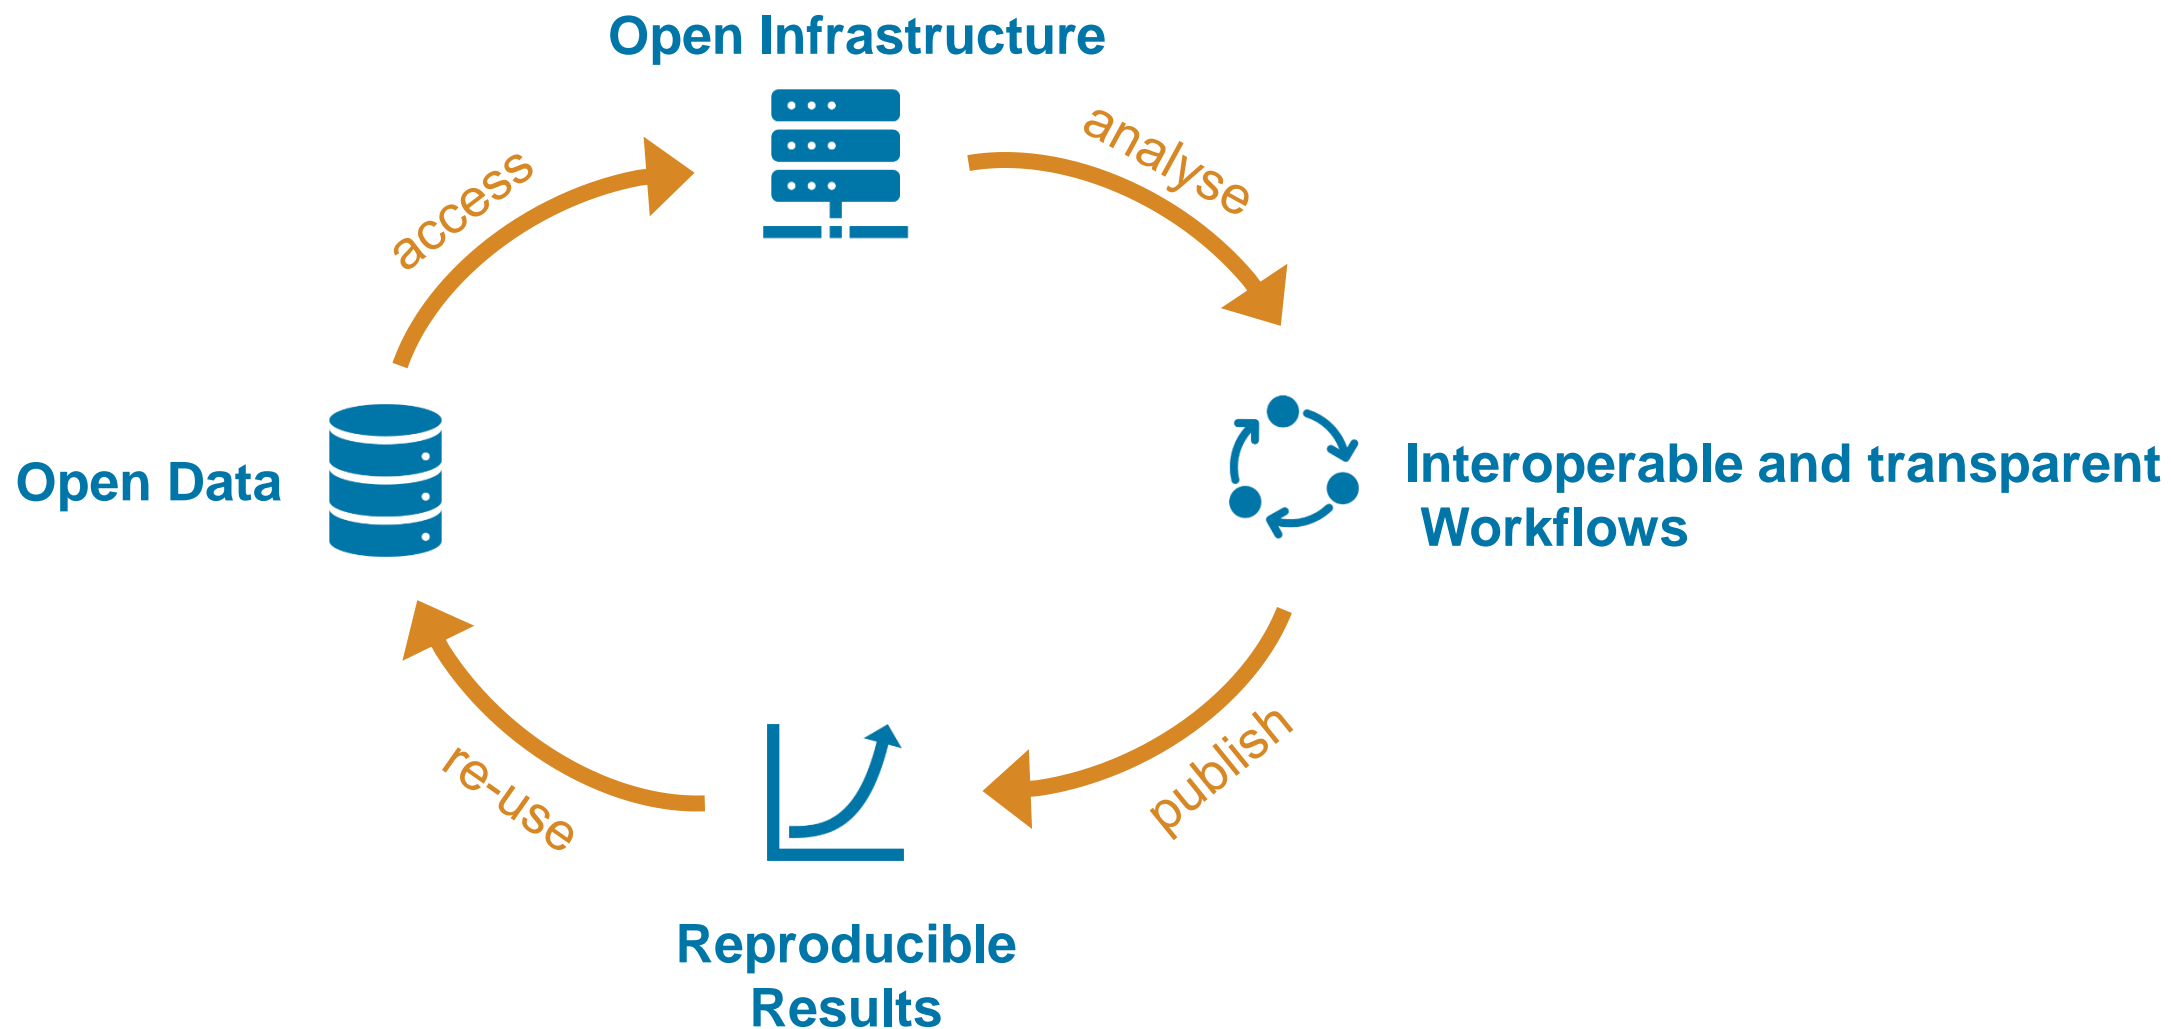 Open Infrastructure
access
analyse
Open Data
Interoperable and transparent
Workflows
re-use
publish
Reproducible
Results